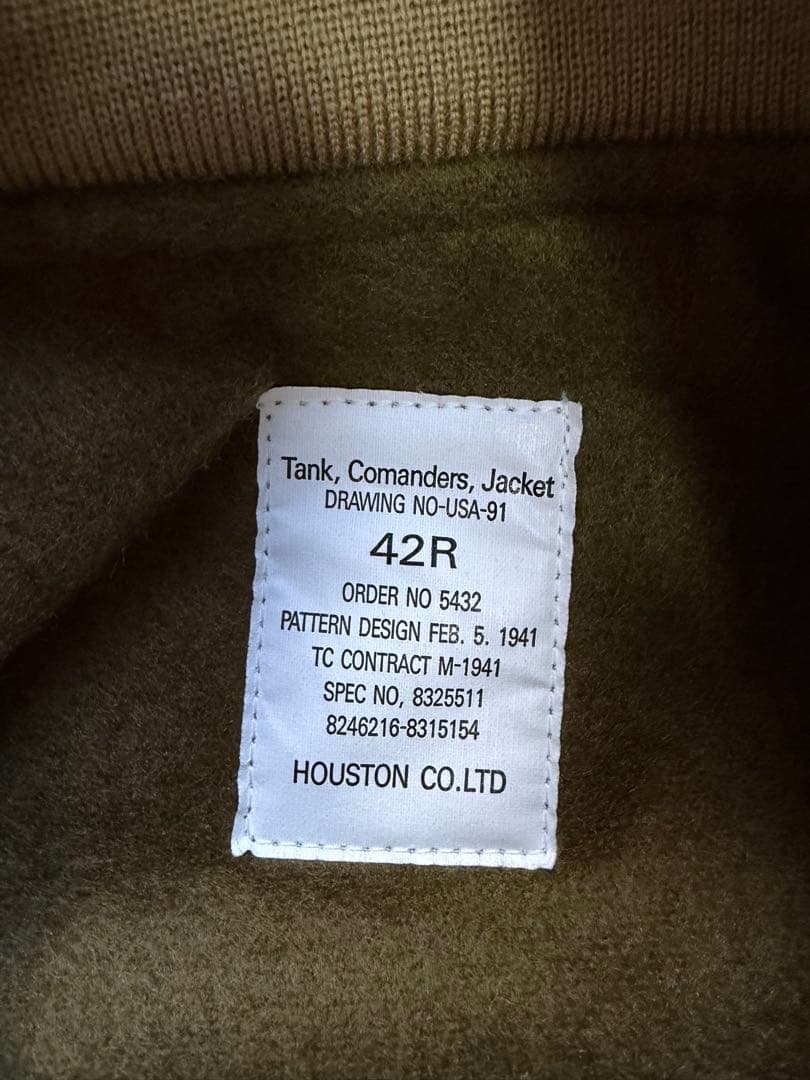 Tank, Comanders, Jacket
DRAWING NO-USA-91
42R
ORDER NO 5432
PATTERN DESIGN FEB. 5. 1941
TC CONTRACT M-1941
SPEC NO, 8325511
8246216-8315154
HOUSTON CO.LTD